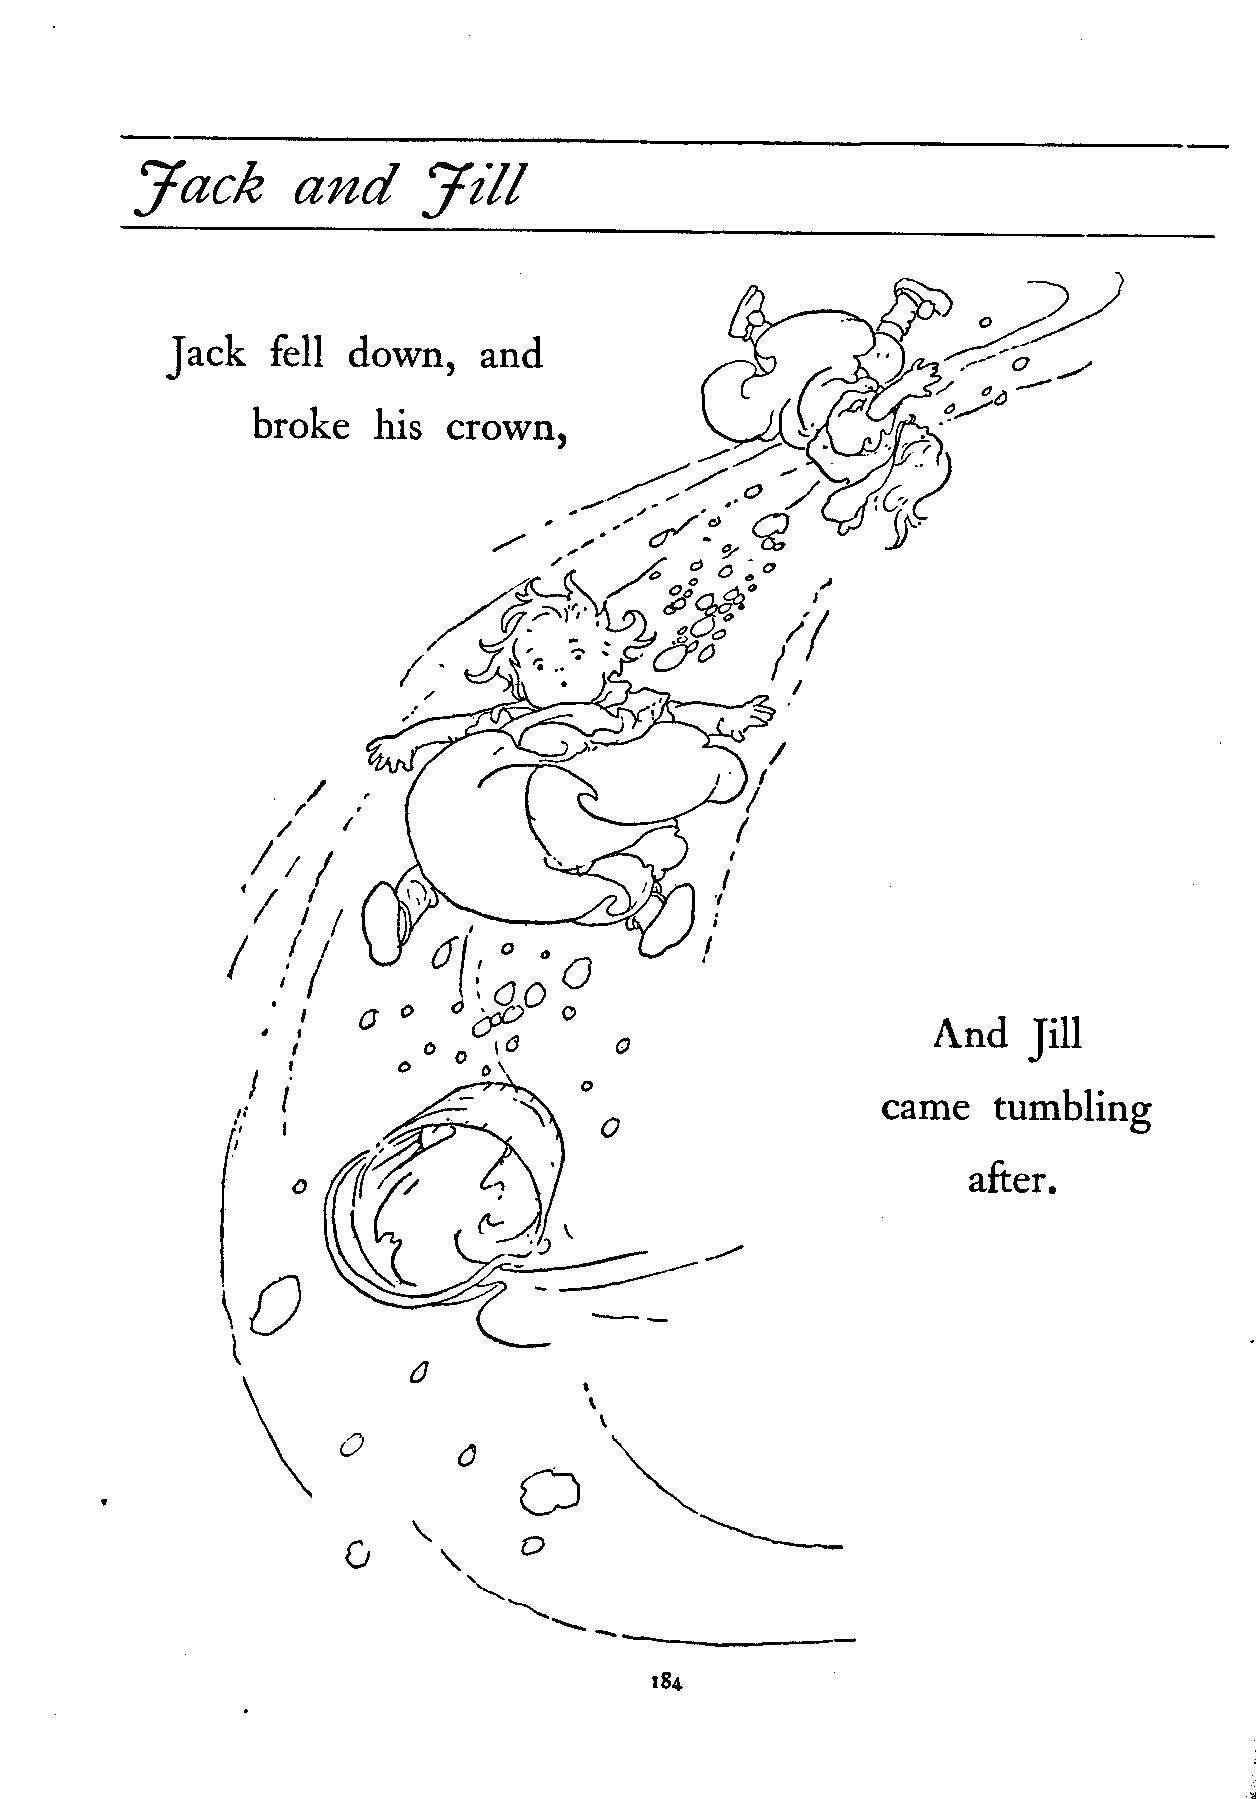 Jack and Jill
Jack fell down, and
broke his crown,
And Jill
came tumbling
after.
184